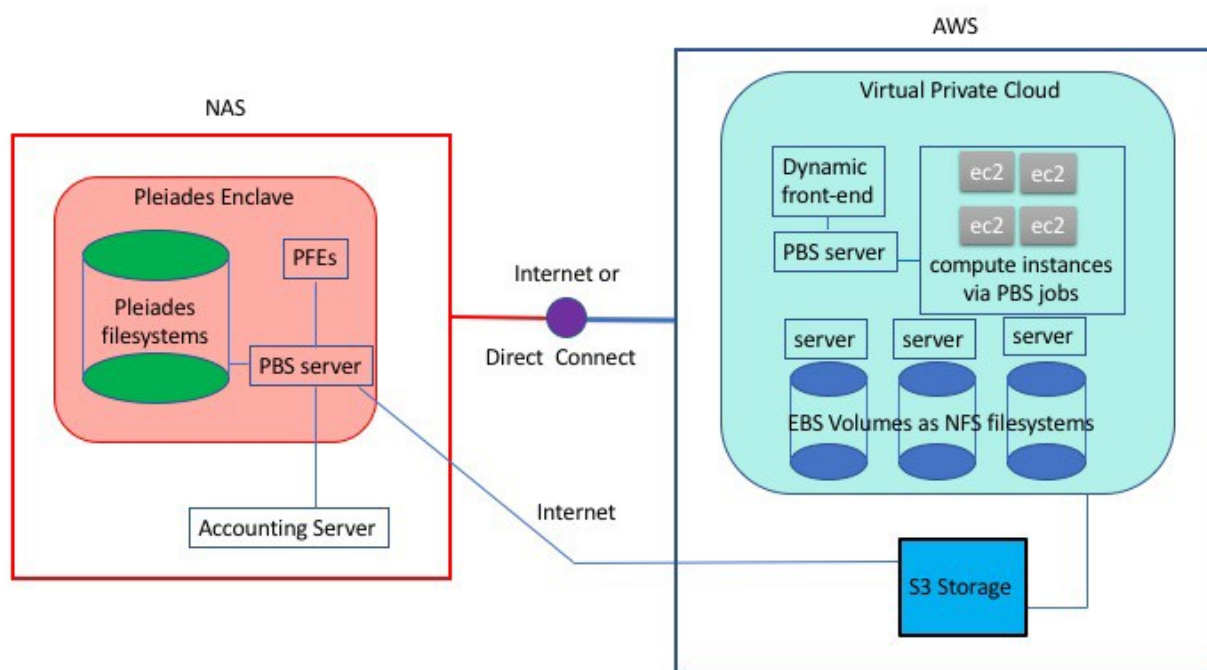 NAS
Pleiades Enclave
PFEs
Pleiades
filesystems
PBS server
Accounting Server
Internet or
Direct Connect
Internet
AWS
Virtual Private Cloud
Dynamic
front-end
PBS server
ec2 ec2
ec2 ec2
compute instances
via PBS jobs
server server server
EBS Volumes as NFS filesystems
S3 Storage